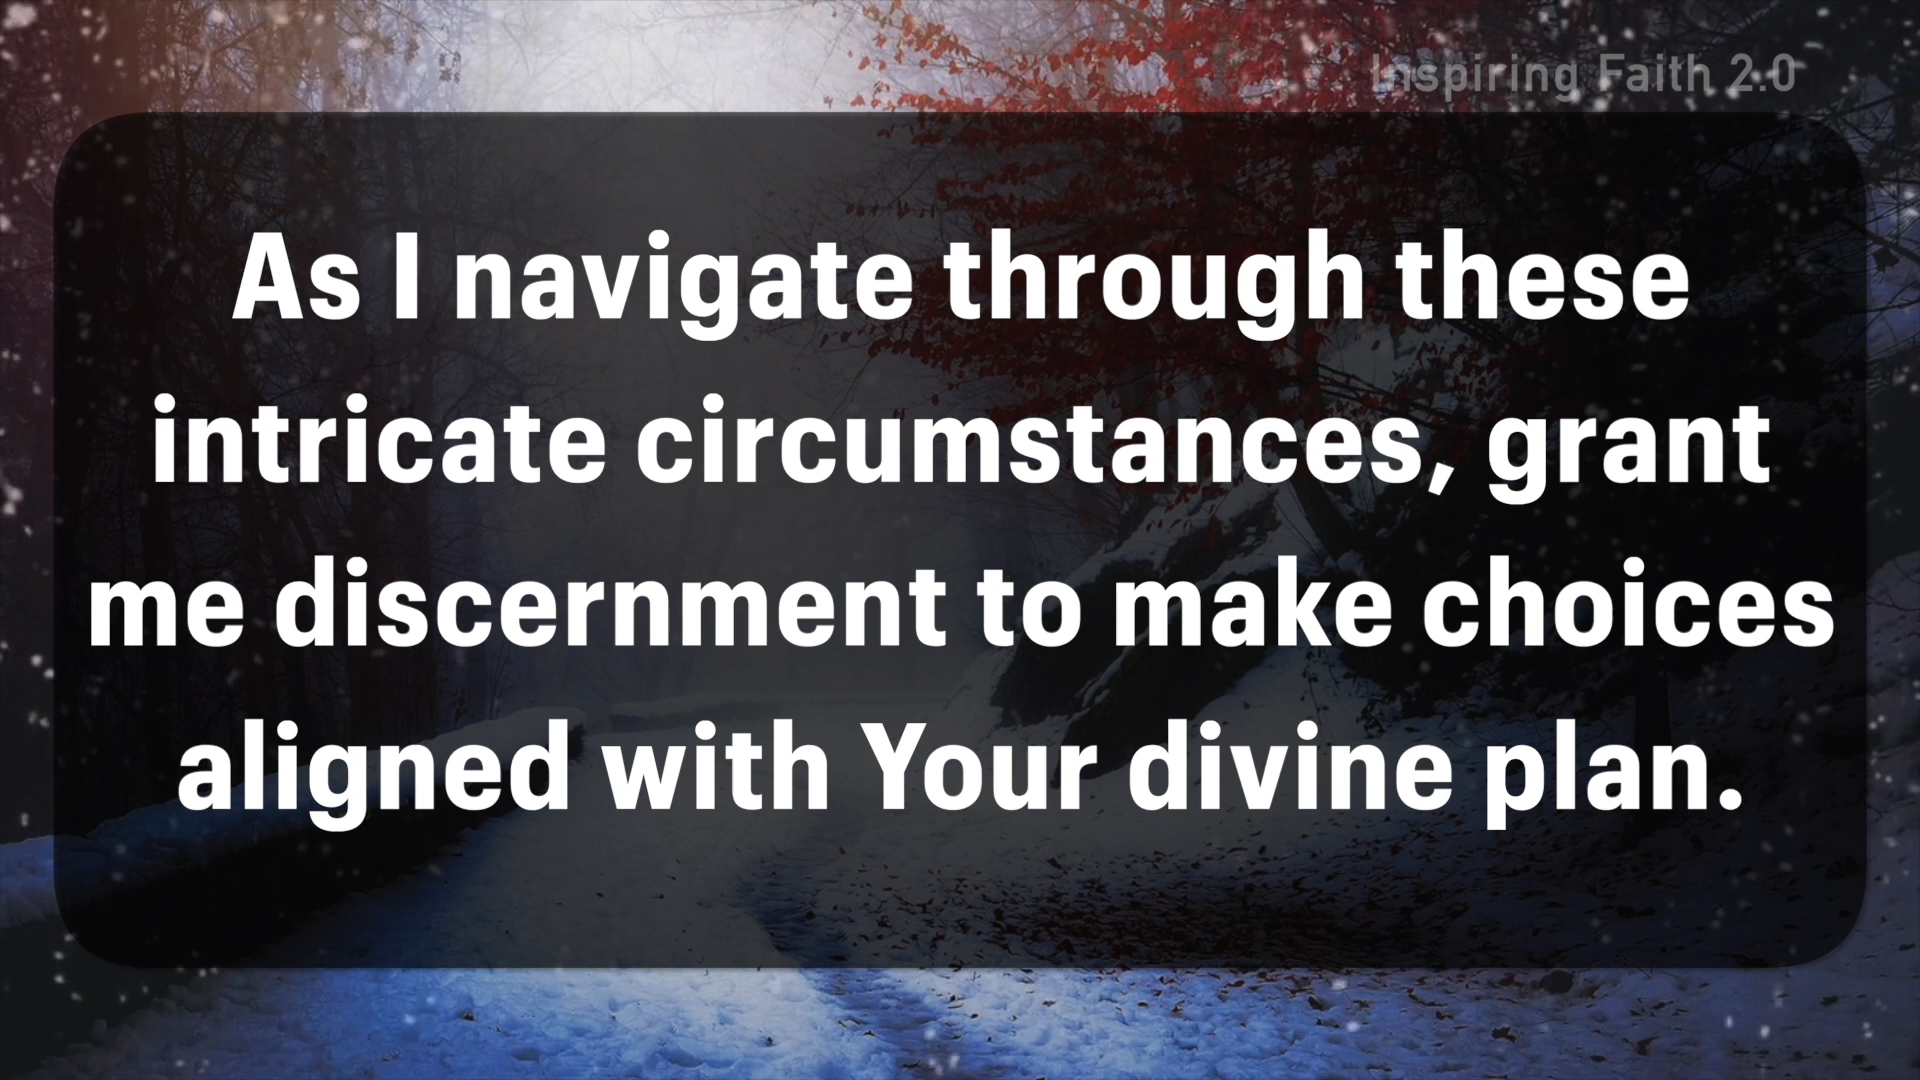 Inspiring Faith 2.0
As I navigate through these
intricate circumstances, grant
me discernment to make choices
aligned with Your divine plan.